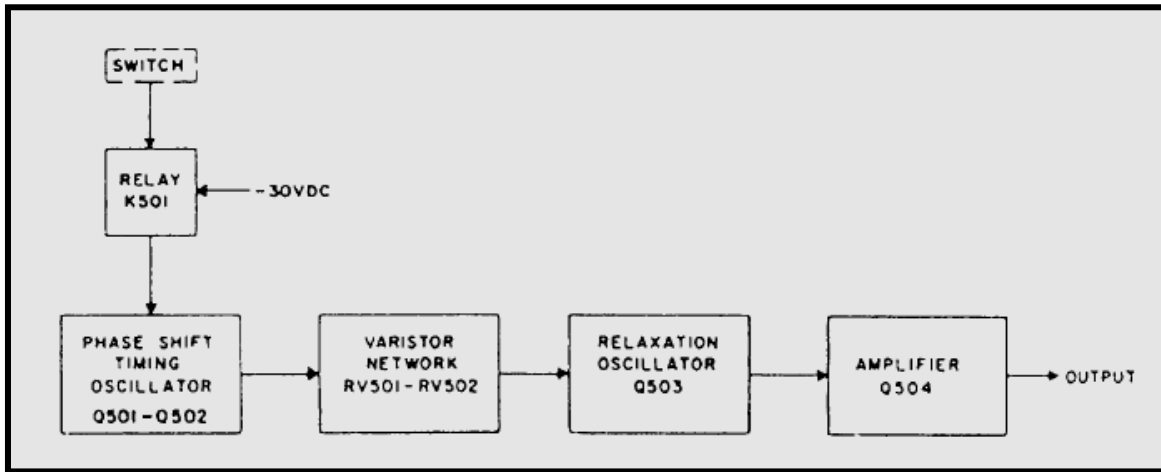 SWITCH
RELAY
K501
-30VDC
PHASE SHIFT
TIMING
OSCILLATOR
Q501-Q502
VARISTOR
NETWORK
RV501-RV502
RELAXATION
OSCILLATOR
Q503
AMPLIFIER
Q504
OUTPUT